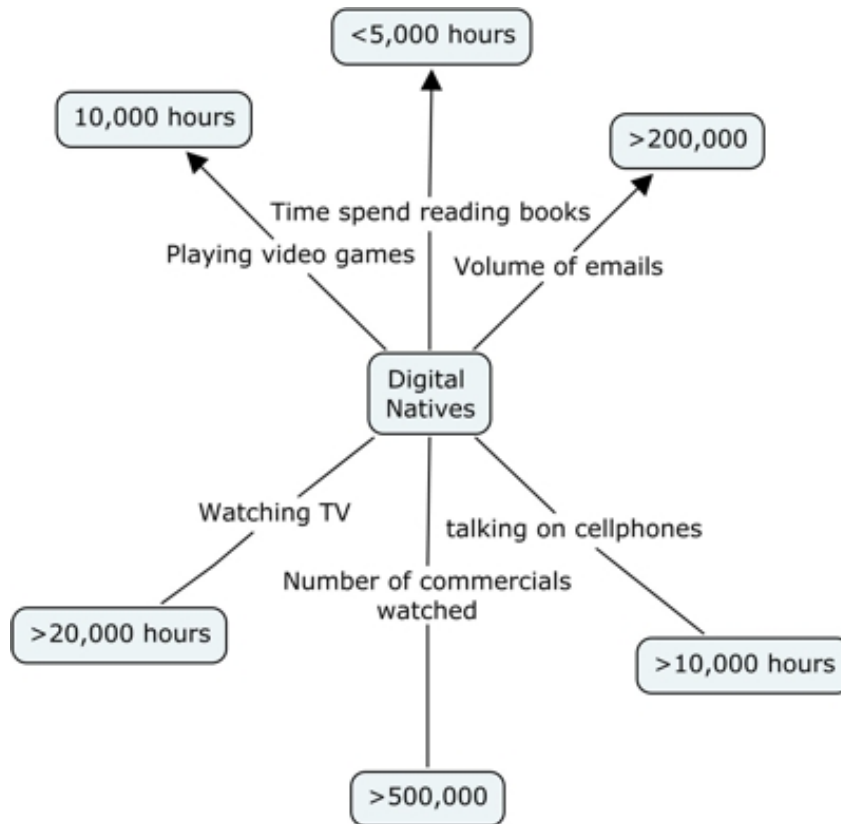 <5,000 hours
10,000 hours
>200,000
Time spend reading books
Playing video games
Volume of emails
Digital
Natives
Watching TV
talking on cellphones
Number of commercials
watched
>20,000 hours
>10,000 hours
>500,000